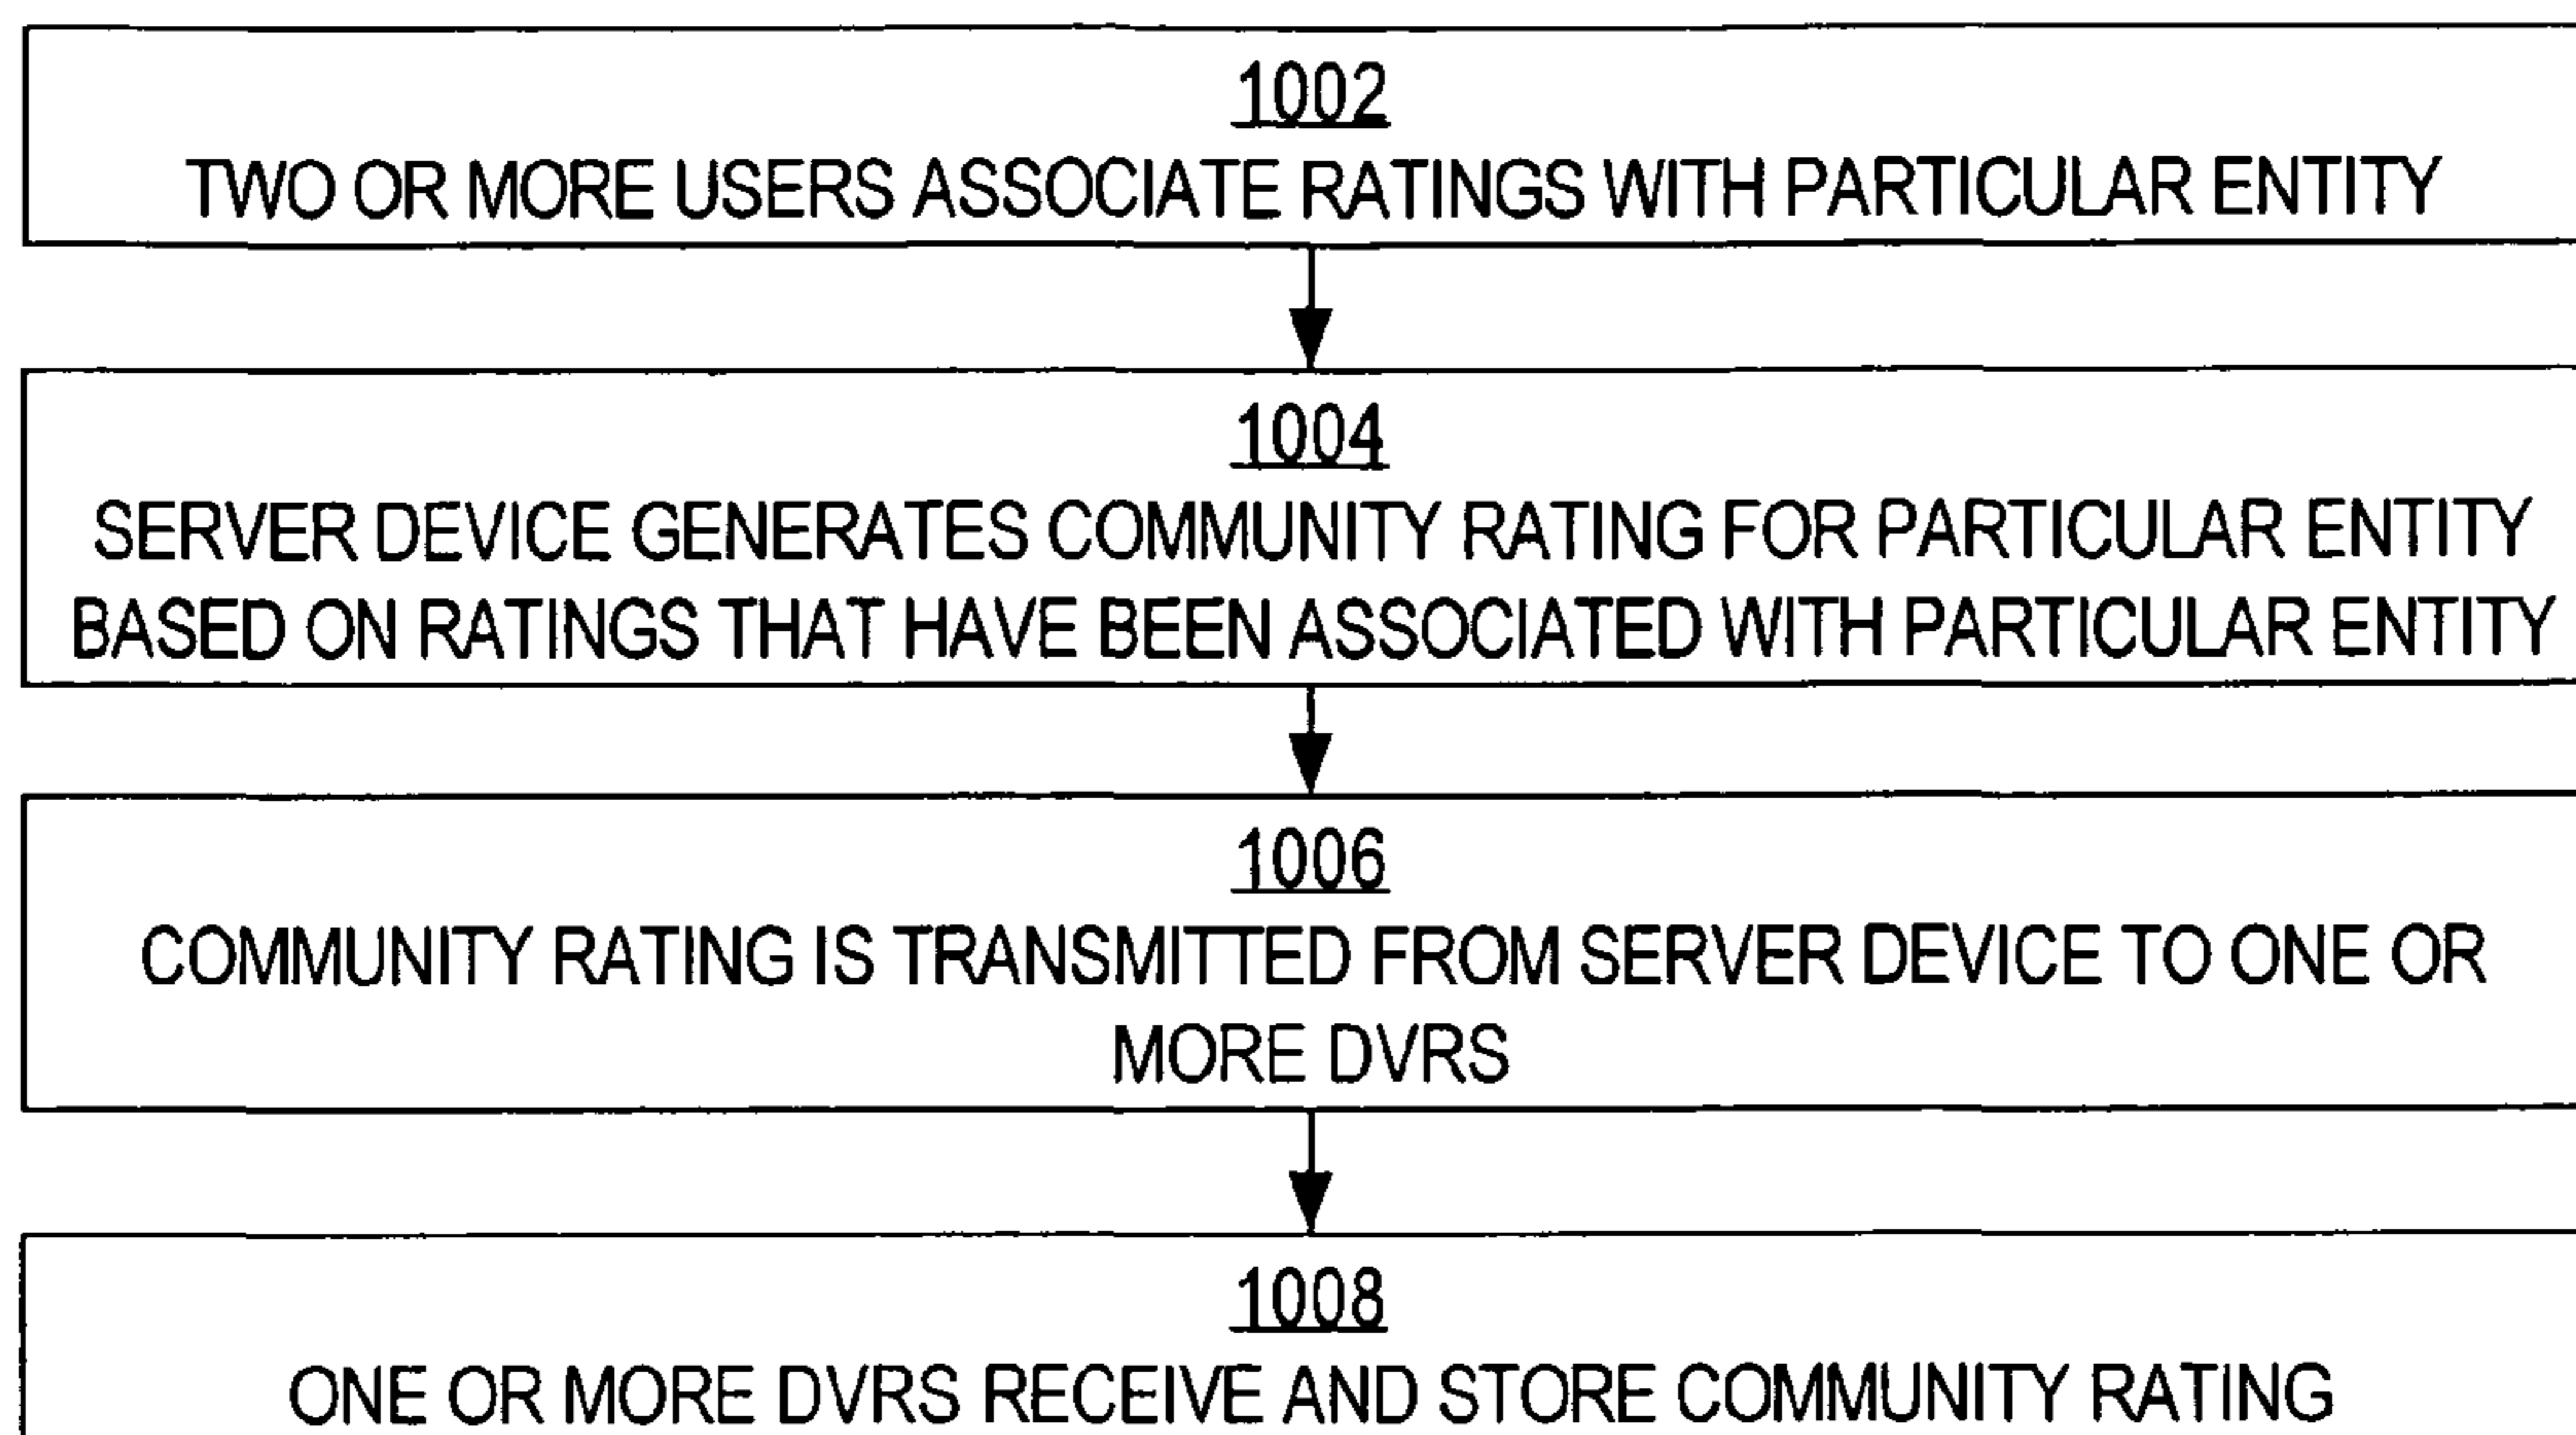 1002
TWO OR MORE USERS ASSOCIATE RATINGS WITH PARTICULAR ENTITY
1004
SERVER DEVICE GENERATES COMMUNITY RATING FOR PARTICULAR ENTITY
BASED ON RATINGS THAT HAVE BEEN ASSOCIATED WITH PARTICULAR ENTITY
1006
COMMUNITY RATING IS TRANSMITTED FROM SERVER DEVICE TO ONE OR
MORE DVRS
1008
ONE OR MORE DVRS RECEIVE AND STORE COMMUNITY RATING